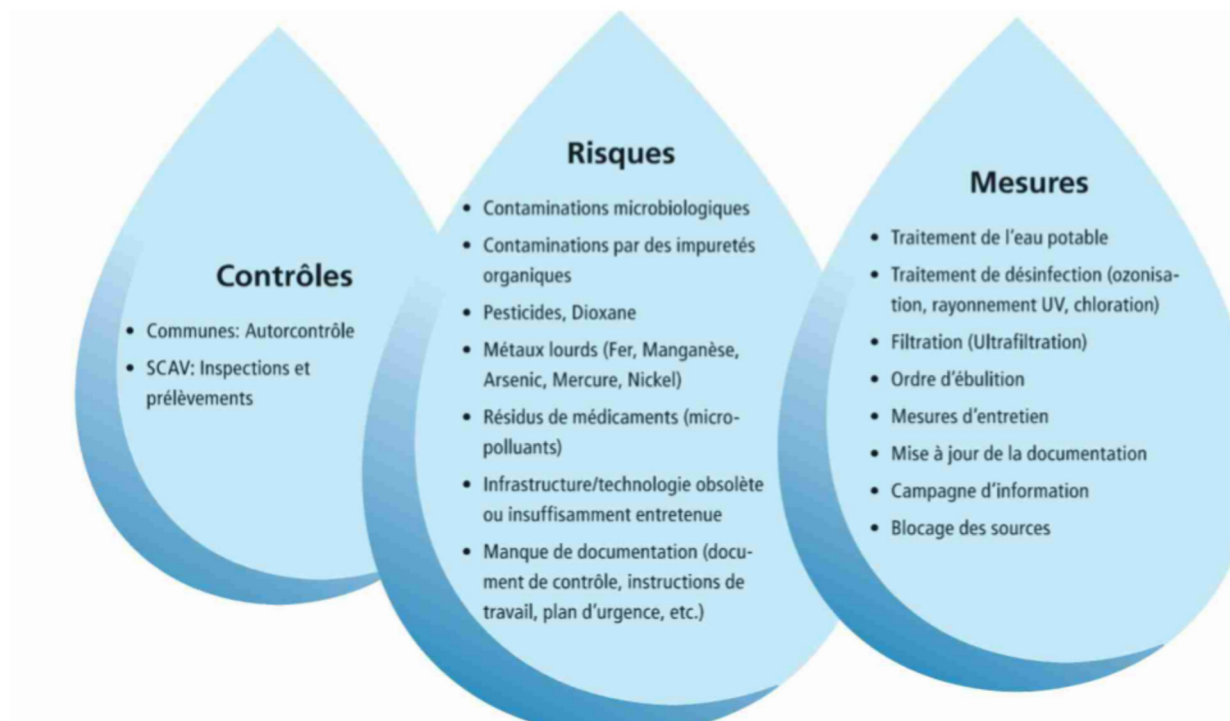 Contrôles
• Communes: Autorcontrôle
• SCAV: Inspections et
prélèvements
Risques
• Contaminations microbiologiques
• Contaminations par des impuretés
organiques
• Pesticides, Dioxane
• Métaux lourds (Fer, Manganèse,
Arsenic, Mercure, Nickel)
• Résidus de médicaments (micro-
polluants)
• Infrastructure/technologie obsolète
ou insuffisamment entretenue
• Manque de documentation (docu-
ment de contrôle, instructions de
travail, plan d'urgence, etc.)
Mesures
• Traitement de l'eau potable
• Traitement de désinfection (ozonisa-
tion, rayonnement UV, chloration)
• Filtration (Ultrafiltration)
• Ordre d'ébulition
• Mesures d'entretien
• Mise à jour de la documentation
• Campagne d'information
• Blocage des sources